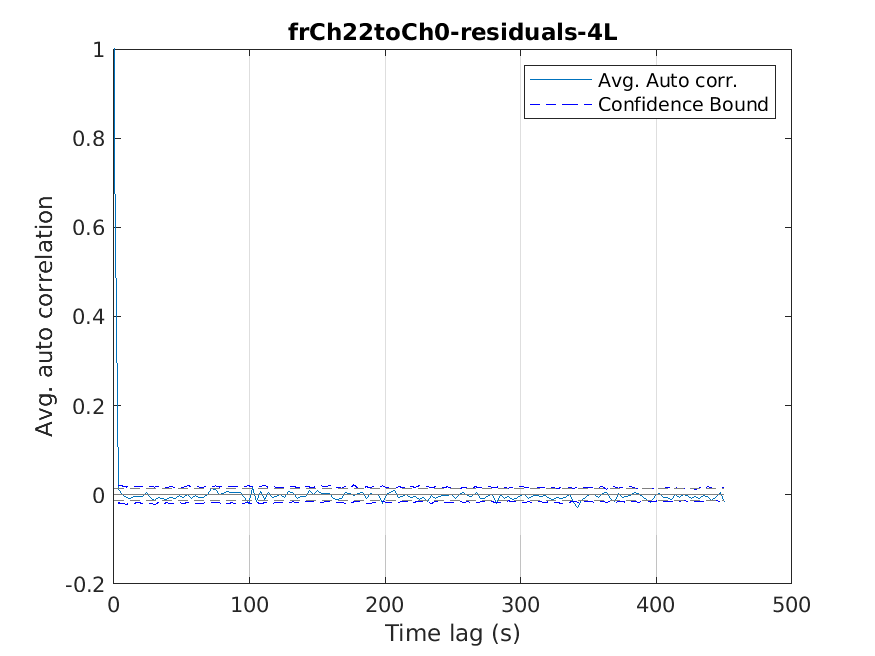 frCh22toCh0-residuals-4L
Avg. Auto corr.
Confidence Bound
Avg. auto correlation
1
0.8
0.6
0.4
0.2
0
-0.2
0 100 200 300 400 500
Time lag (s)